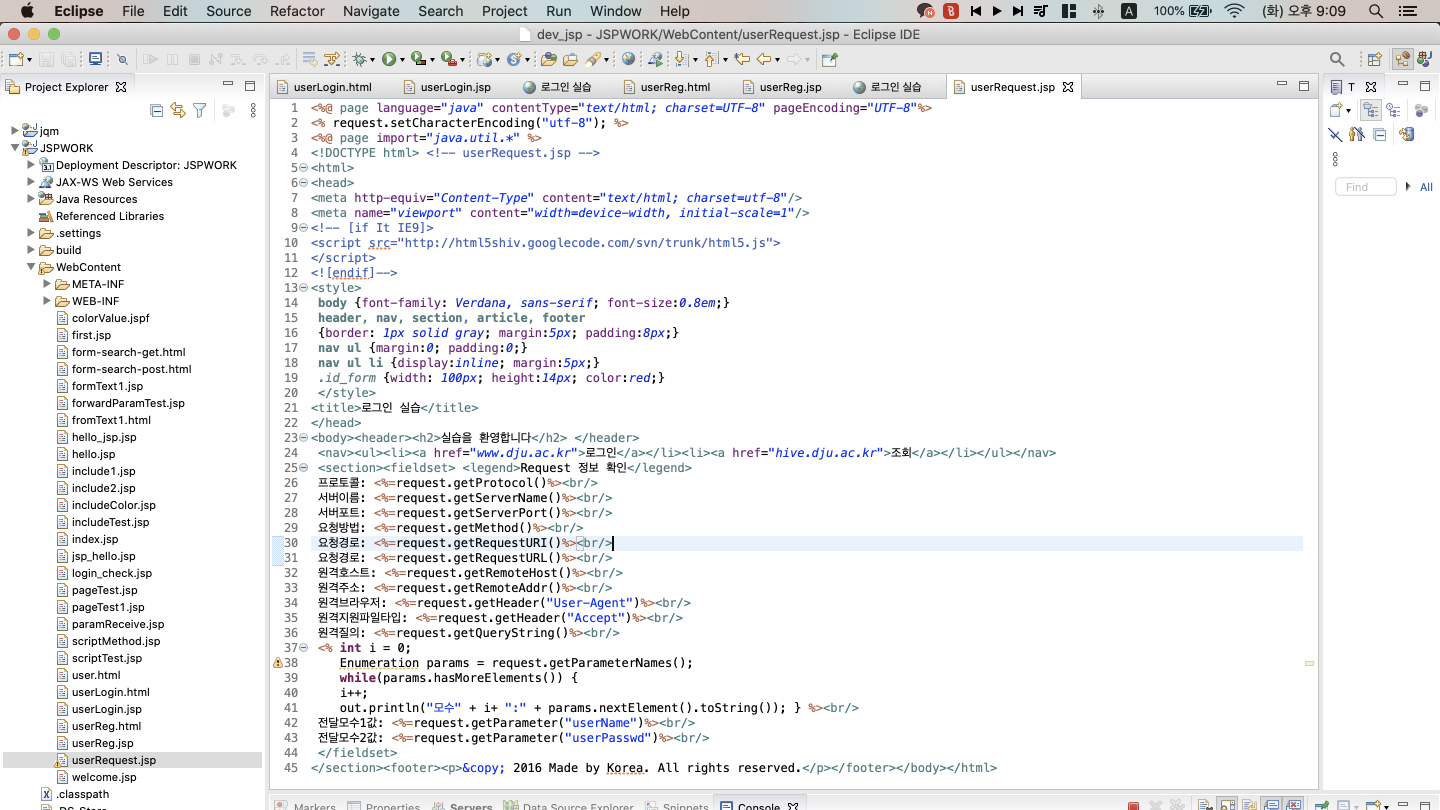 Eclipse File Edit Source Refactor Navigate Search Project Run Window Help
A 100% (화) 오후 9:09
dev_jsp - JSPWORK/WebContent/userRequest.jsp - Eclipse IDE
Project Explorer
jqm
JSPWORK
Deployment Descriptor: JSPWORK
JAX-WS Web Services
Java Resources
Referenced Libraries
.settings
build
WebContent
META-INF
WEB-INF
colorValue.jspf
first.jsp
form-search-get.html
form-search-post.html
formText1.jsp
forwardParamTest.jsp
fromText1.html
hello_jsp.jsp
hello.jsp
include1.jsp
include2.jsp
includeColor.jsp
includeTest.jsp
index.jsp
jsp_hello.jsp
login_check.jsp
pageTest.jsp
pageTest1.jsp
paramReceive.jsp
scriptMethod.jsp
scriptTest.jsp
user.html
userLogin.html
userLogin.jsp
userReg.html
userReg.jsp
userRequest.jsp
welcome.jsp
.classpath
userLogin.html userLogin.jsp 로그인 실습 userReg.html userReg.jsp 로그인 실습 userRequest.jsp
1 <%@ page language="java" contentType="text/html; charset=UTF-8" pageEncoding="UTF-8"%>
2 <% request.setCharacterEncoding("utf-8"); %>
3 <%@ page import="java.util.*" %>
4 <!DOCTYPE html> <!-- userRequest.jsp -->
5 <html>
6 <head>
7 <meta http-equiv="Content-Type" content="text/html; charset=utf-8"/>
8 <meta name="viewport" content="width=device-width, initial-scale=1"/>
9 <!-- [if It IE9]>
10 <script src="http://html5shiv.googlecode.com/svn/trunk/html5.js">
11 </script>
12 <![endif]-->
13 <style>
14 body {font-family: Verdana, sans-serif; font-size:0.8em;}
15 header, nav, section, article, footer
16 {border: 1px solid gray; margin:5px; padding:8px;}
17 nav ul {margin:0; padding:0;}
18 nav ul li {display:inline; margin:5px;}
19 .id_form {width: 100px; height:14px; color:red;}
20 </style>
21 <title>로그인 실습</title>
22 </head>
23 <body><header><h2>실습을 환영합니다</h2> </header>
24 <nav><ul><li><a href="www.dju.ac.kr">로그인</a></li><li><a href="hive.dju.ac.kr">조회</a></li></ul></nav>
25 <section><fieldset> <legend>Request 정보 확인</legend>
26 프로토콜: <%=request.getProtocol()%><br/>
27 서버이름: <%=request.getServerName()%><br/>
28 서버포트: <%=request.getServerPort()%><br/>
29 요청방법: <%=request.getMethod()%><br/>
30 요청경로: <%=request.getRequestURI()%><br/>
31 요청경로: <%=request.getRequestURL()%><br/>
32 원격호스트: <%=request.getRemoteHost()%><br/>
33 원격주소: <%=request.getRemoteAddr()%><br/>
34 원격브라우저: <%=request.getHeader("User-Agent")%><br/>
35 원격지원파일타입: <%=request.getHeader("Accept")%><br/>
36 원격질의: <%=request.getQueryString()%><br/>
37 <% int i = 0;
38 Enumeration params = request.getParameterNames();
39 while(params.hasMoreElements()) {
40 i++;
41 out.println("모수" + i+ ":" + params.nextElement().toString()); } %><br/>
42 전달모수1값: <%=request.getParameter("userName")%><br/>
43 전달모수2값: <%=request.getParameter("userPasswd")%><br/>
44 </fieldset>
45 </section><footer><p>&copy; 2016 Made by Korea. All rights reserved.</p></footer></body></html>
T
Find All
Markers Properties Servers Data Source Explorer Snippets Console